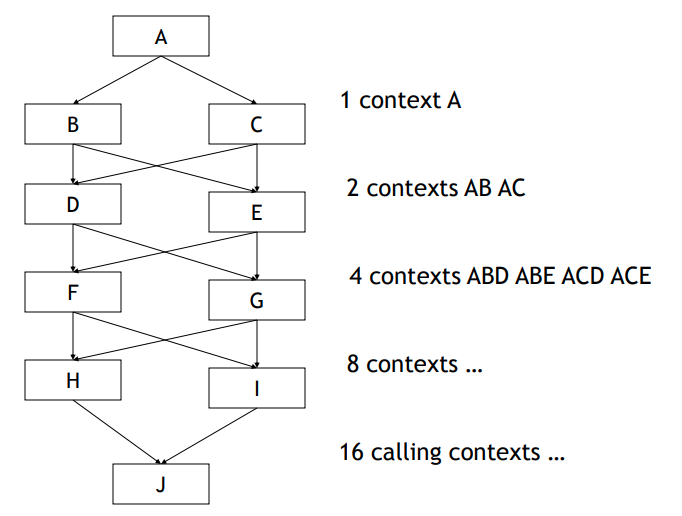 A
1 context A
B
C
2 contexts AB AC
D
E
4 contexts ABD ABE ACD ACE
F
G
8 contexts ...
H
I
16 calling contexts ...
J